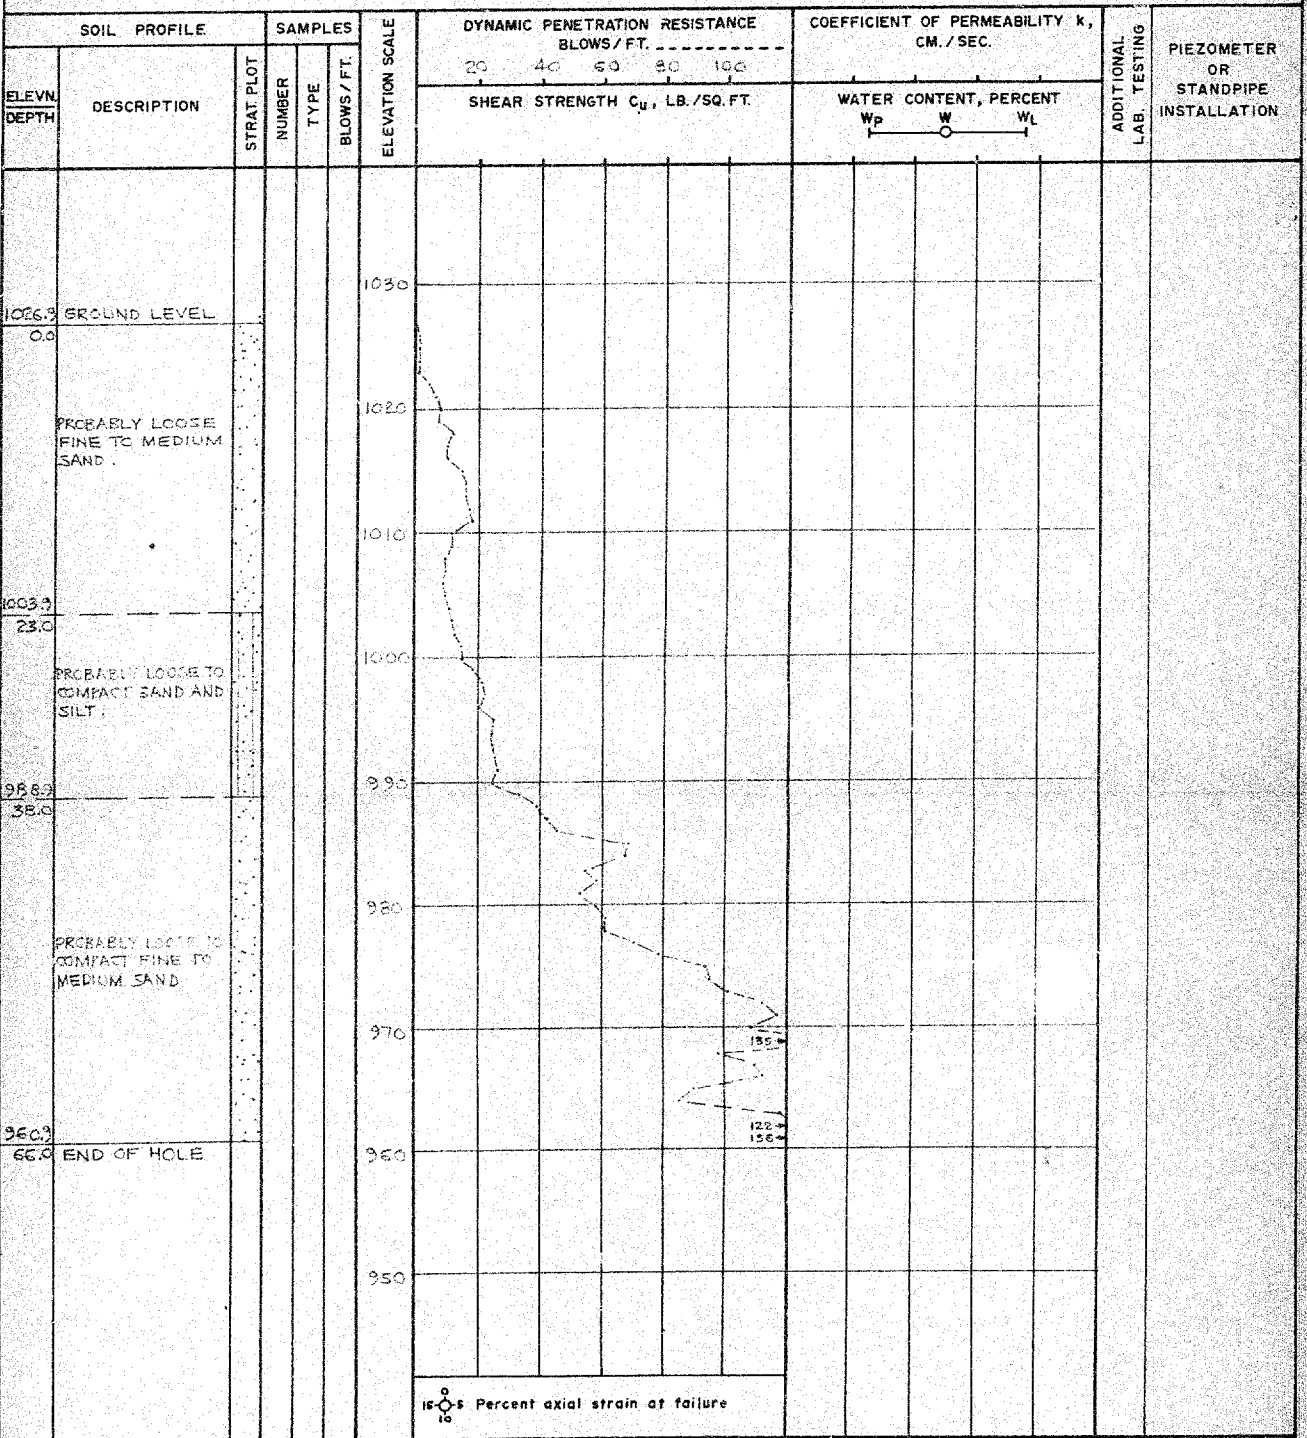 SOIL PROFILE
SAMPLES
ELEVATION SCALE
DYNAMIC PENETRATION RESISTANCE
BLOWS/FT. -----------
20 40 60 80 100
SHEAR STRENGTH Cu, LB./SQ.FT.
COEFFICIENT OF PERMEABILITY k,
CM./SEC.
WATER CONTENT, PERCENT
WP W WL
ADDITIONAL
LAB. TESTING
PIEZOMETER
OR
STANDPIPE
INSTALLATION
ELEVN.
DEPTH
DESCRIPTION
STRAT. PLOT
NUMBER
TYPE
BLOWS/FT.
1030
1026.9 GROUND LEVEL
0.0
1020
PROBABLY LOOSE
FINE TO MEDIUM
SAND.
1010
1003.9
23.0
1000
PROBABLY LOOSE TO
COMPACT SAND AND
SILT.
990
988.9
38.0
980
PROBABLY LOOSE TO
COMPACT FINE TO
MEDIUM SAND
970
135
122
136
960.9
66.0 END OF HOLE
960
950
0
15 5 Percent axial strain at failure
10